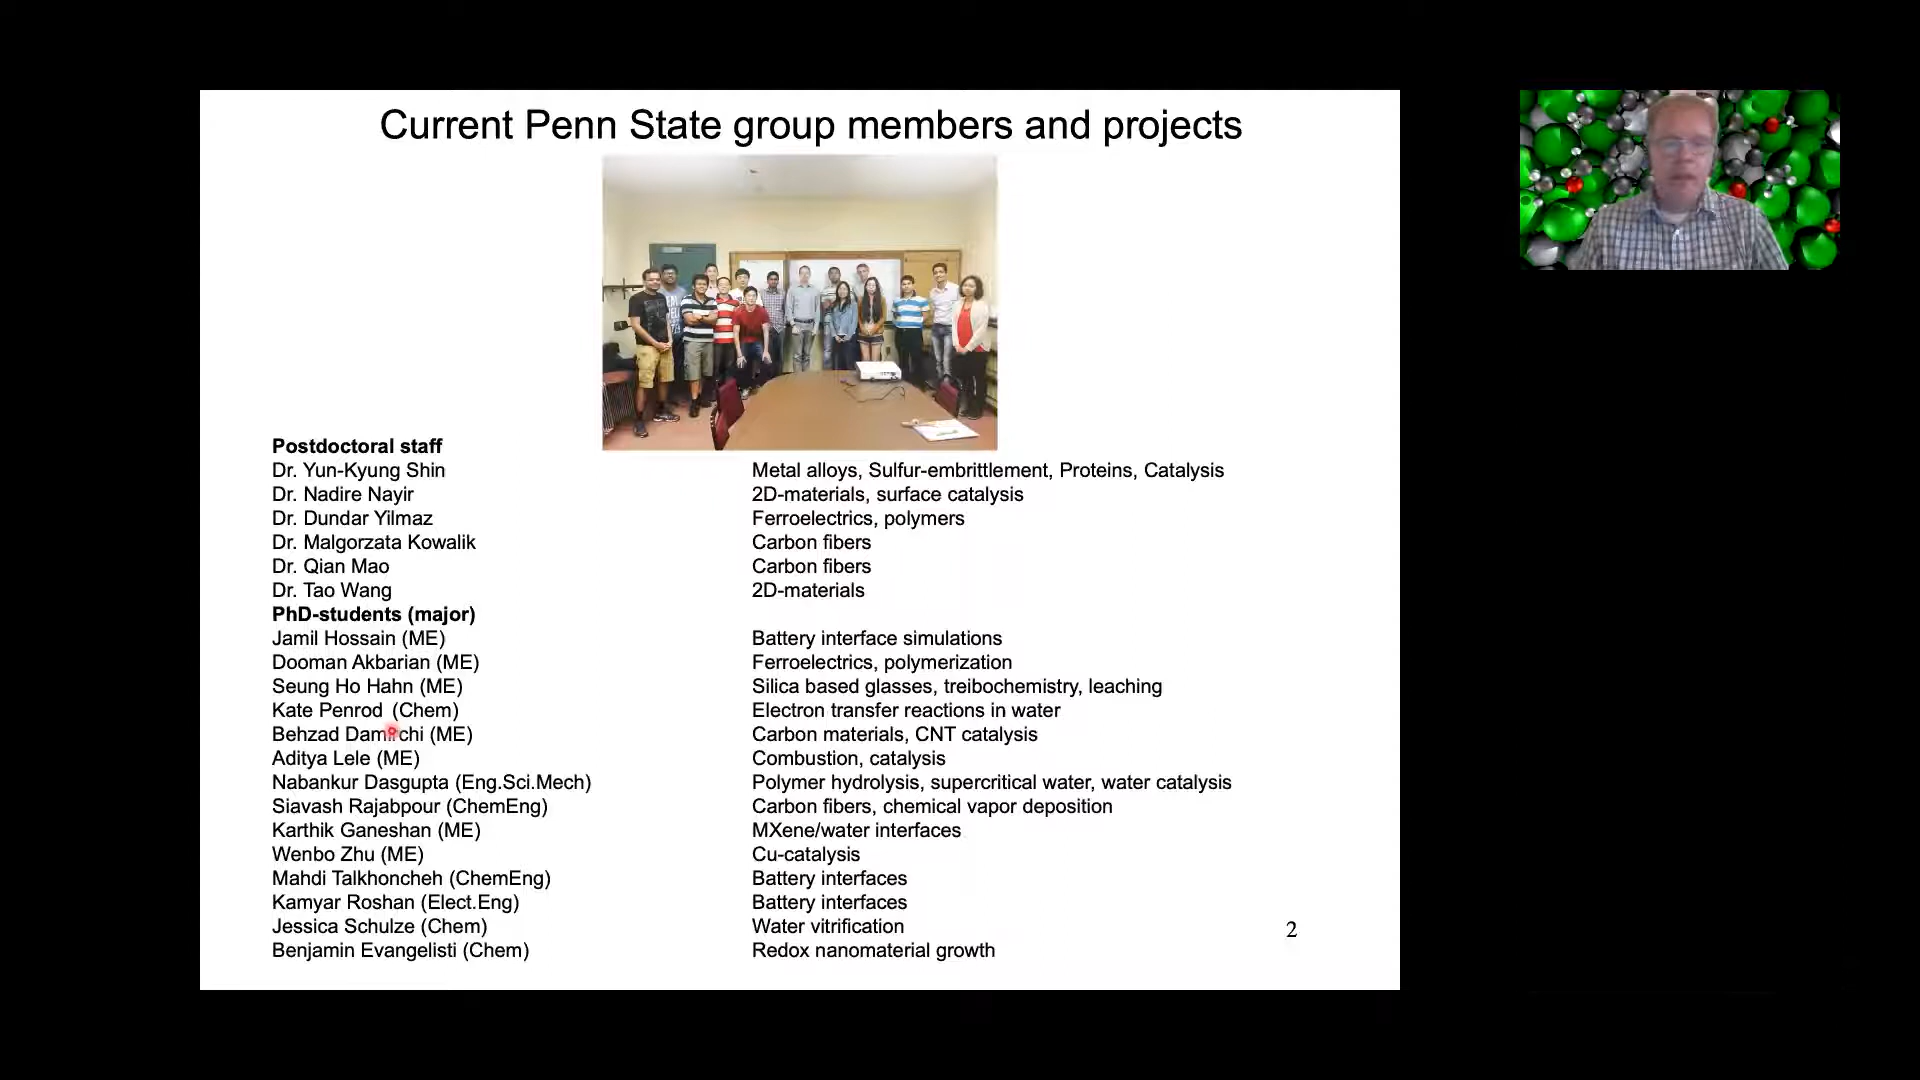 Current Penn State group members and projects
Postdoctoral staff
Dr. Yun-Kyung Shin Metal alloys, Sulfur-embrittlement, Proteins, Catalysis
Dr. Nadire Nayir 2D-materials, surface catalysis
Dr. Dundar Yilmaz Ferroelectrics, polymers
Dr. Malgorzata Kowalik Carbon fibers
Dr. Qian Mao Carbon fibers
Dr. Tao Wang 2D-materials
PhD-students (major)
Jamil Hossain (ME) Battery interface simulations
Dooman Akbarian (ME) Ferroelectrics, polymerization
Seung Ho Hahn (ME) Silica based glasses, treibochemistry, leaching
Kate Penrod (Chem) Electron transfer reactions in water
Behzad Damirchi (ME) Carbon materials, CNT catalysis
Aditya Lele (ME) Combustion, catalysis
Nabankur Dasgupta (Eng.Sci.Mech) Polymer hydrolysis, supercritical water, water catalysis
Siavash Rajabpour (ChemEng) Carbon fibers, chemical vapor deposition
Karthik Ganeshan (ME) MXene/water interfaces
Wenbo Zhu (ME) Cu-catalysis
Mahdi Talkhoncheh (ChemEng) Battery interfaces
Kamyar Roshan (Elect.Eng) Battery interfaces
Jessica Schulze (Chem) Water vitrification
Benjamin Evangelisti (Chem) Redox nanomaterial growth
2